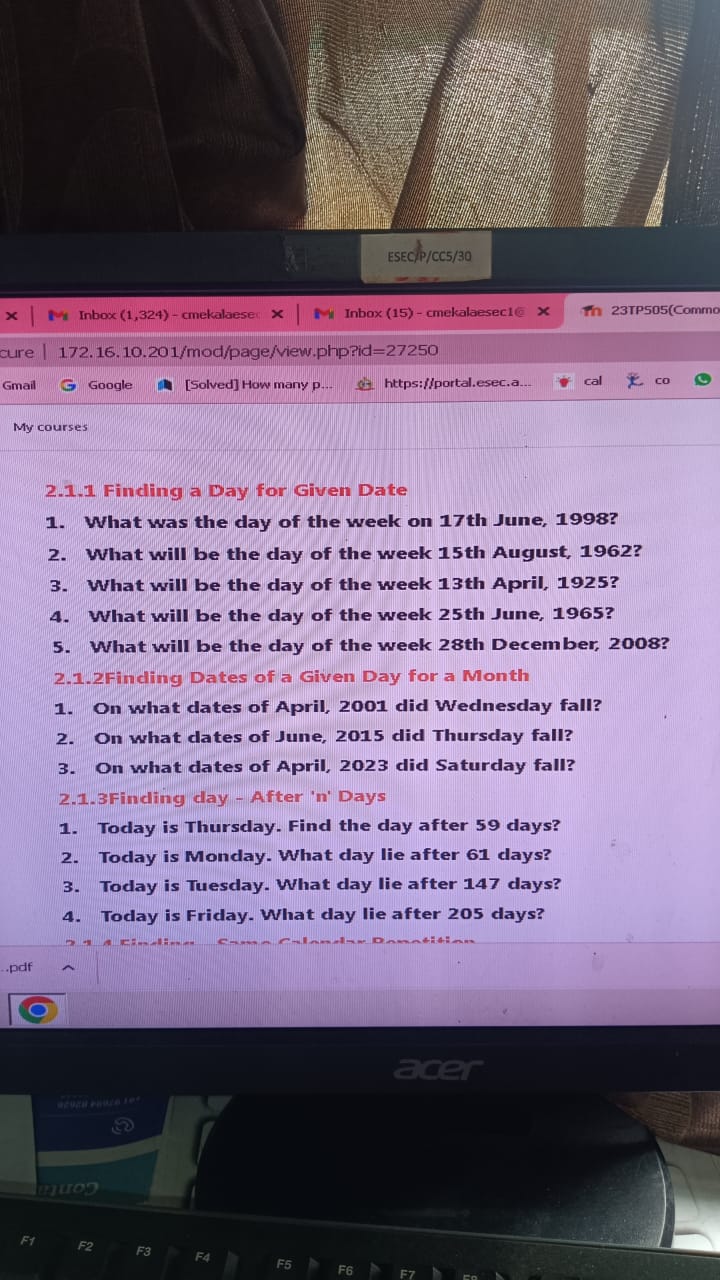 ESEC/P/CC5/30
Inbox (1,324) - cmekalaesec
Inbox (15) - cmekalaesec1@
23TP505(Commo
cure | 172.16.10.201/mod/page/view.php?id=27250
Gmail Google [Solved] How many p... https://portal.esec.a... cal co
My courses
2.1.1 Finding a Day for Given Date
1. What was the day of the week on 17th June, 1998?
2. What will be the day of the week 15th August, 1962?
3. What will be the day of the week 13th April, 1925?
4. What will be the day of the week 25th June, 1965?
5. What will be the day of the week 28th December, 2008?
2.1.2Finding Dates of a Given Day for a Month
1. On what dates of April, 2001 did Wednesday fall?
2. On what dates of June, 2015 did Thursday fall?
3. On what dates of April, 2023 did Saturday fall?
2.1.3Finding day - After 'n' Days
1. Today is Thursday. Find the day after 59 days?
2. Today is Monday. What day lie after 61 days?
3. Today is Tuesday. What day lie after 147 days?
4. Today is Friday. What day lie after 205 days?
2.1.4 Finding Same Calendar Repetition
..pdf
acer
F1 F2 F3 F4 F5 F6 F7 F8